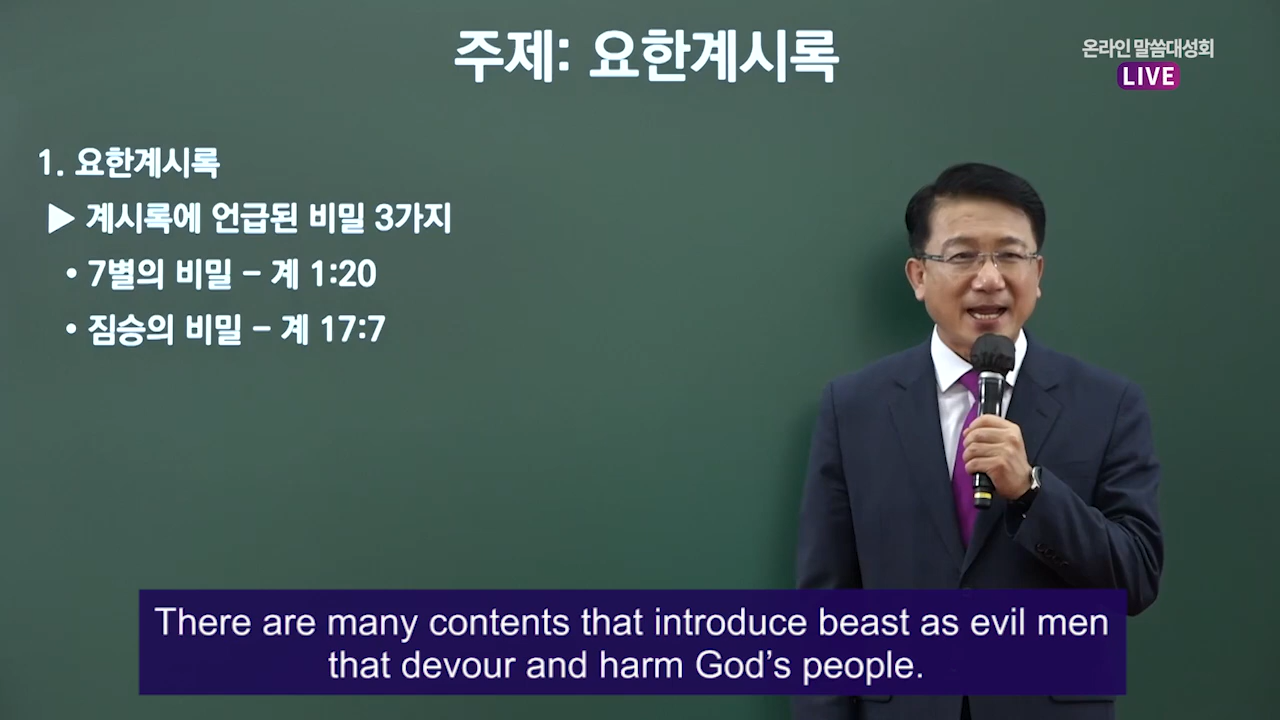 주제: 요한계시록
온라인 말씀대성회
LIVE
1. 요한계시록
▶ 계시록에 언급된 비밀 3가지
• 7별의 비밀 – 계 1:20
• 짐승의 비밀 – 계 17:7
There are many contents that introduce beast as evil men
that devour and harm God's people.